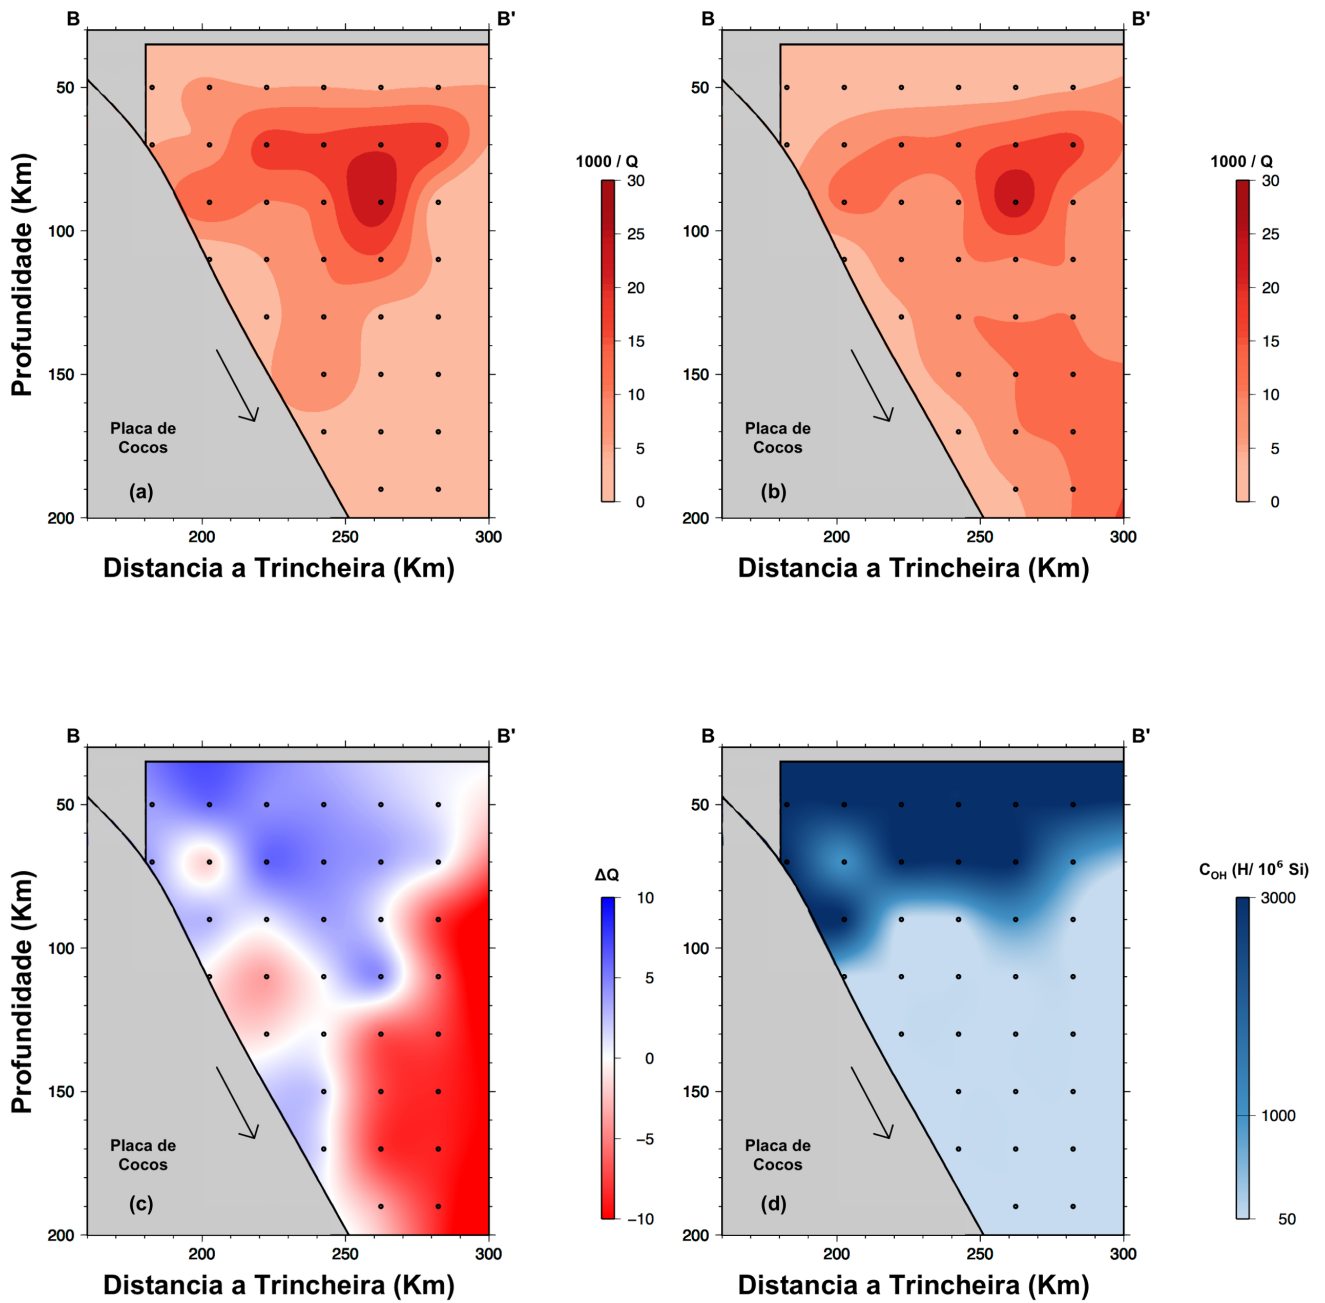 B B'
50
100
150
200
Profundidade (Km)
200 250 300
Distancia a Trincheira (Km)
Placa de
Cocos
(a)
1000 / Q
30
25
20
15
10
5
0
B B'
50
100
150
200
200 250 300
Distancia a Trincheira (Km)
Placa de
Cocos
(b)
1000 / Q
30
25
20
15
10
5
0
B B'
50
100
150
200
Profundidade (Km)
200 250 300
Distancia a Trincheira (Km)
Placa de
Cocos
(c)
ΔQ
10
5
0
−5
−10
B B'
50
100
150
200
200 250 300
Distancia a Trincheira (Km)
Placa de
Cocos
(d)
C_OH (H/ 10⁶ Si)
3000
1000
50